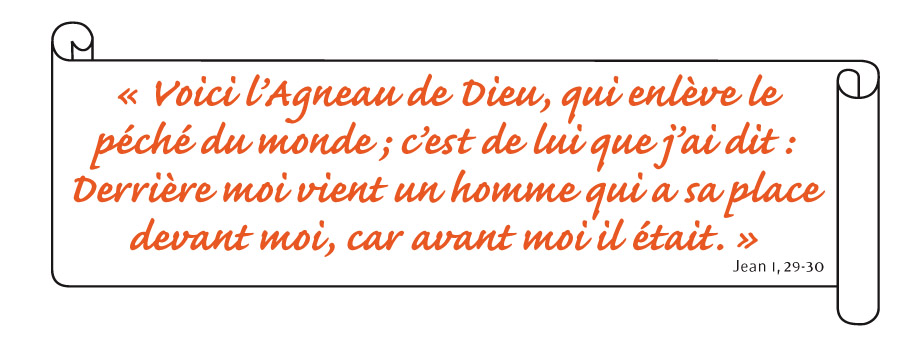 « Voici l’Agneau de Dieu, qui enlève le
péché du monde ; c’est de lui que j’ai dit :
Derrière moi vient un homme qui a sa place
devant moi, car avant moi il était. »
Jean 1, 29-30